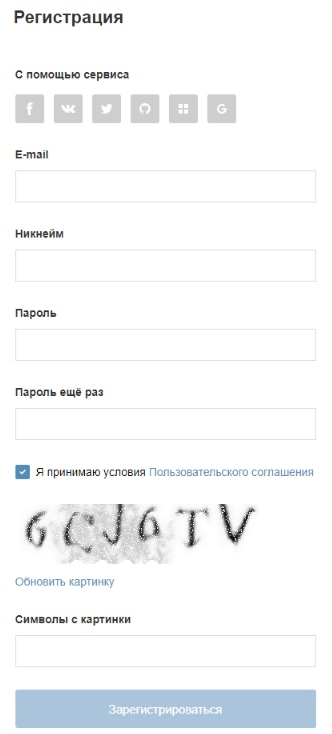 Регистрация
С помощью сервиса
E-mail
Никнейм
Пароль
Пароль ещё раз
Я принимаю условия Пользовательского соглашения
Обновить картинку
Символы с картинки
Зарегистрироваться